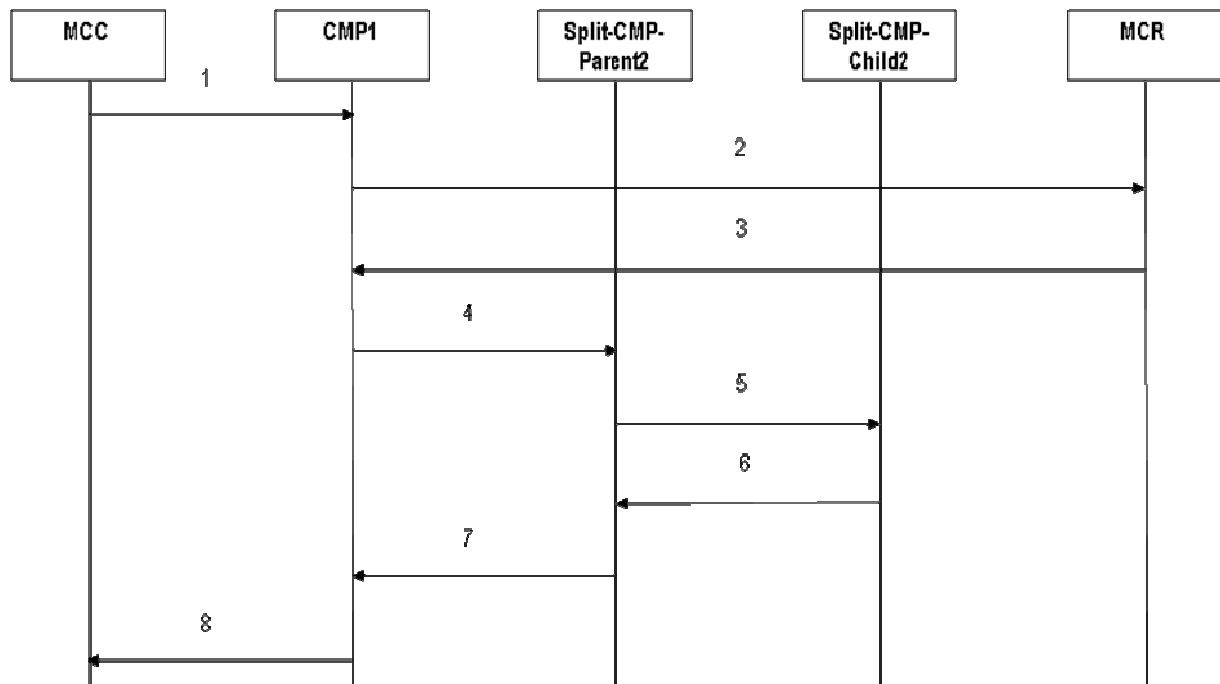 MCC
CMP1
Split-CMP-
Parent2
Split-CMP-
Child2
MCR
1
2
3
4
5
6
7
8